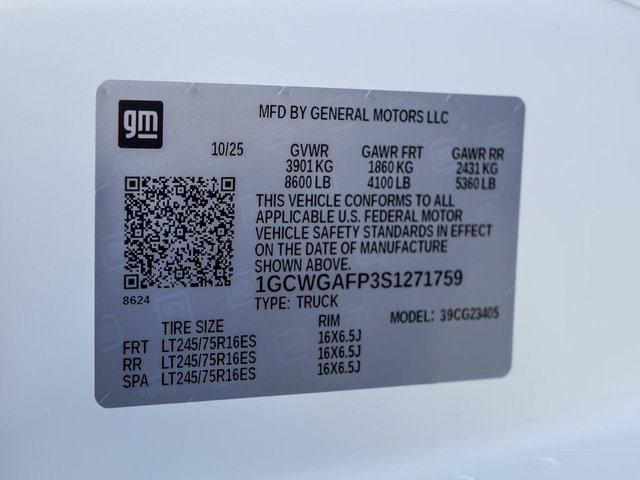 gm
MFD BY GENERAL MOTORS LLC
10/25 GVWR GAWR FRT GAWR RR
3901 KG 1860 KG 2431 KG
8600 LB 4100 LB 5360 LB
THIS VEHICLE CONFORMS TO ALL
APPLICABLE U.S. FEDERAL MOTOR
VEHICLE SAFETY STANDARDS IN EFFECT
ON THE DATE OF MANUFACTURE
SHOWN ABOVE.
8624
1GCWGAFP3S1271759
TYPE: TRUCK
MODEL: 39CG23405
TIRE SIZE RIM
FRT LT245/75R16ES 16X6.5J
RR LT245/75R16ES 16X6.5J
SPA LT245/75R16ES 16X6.5J